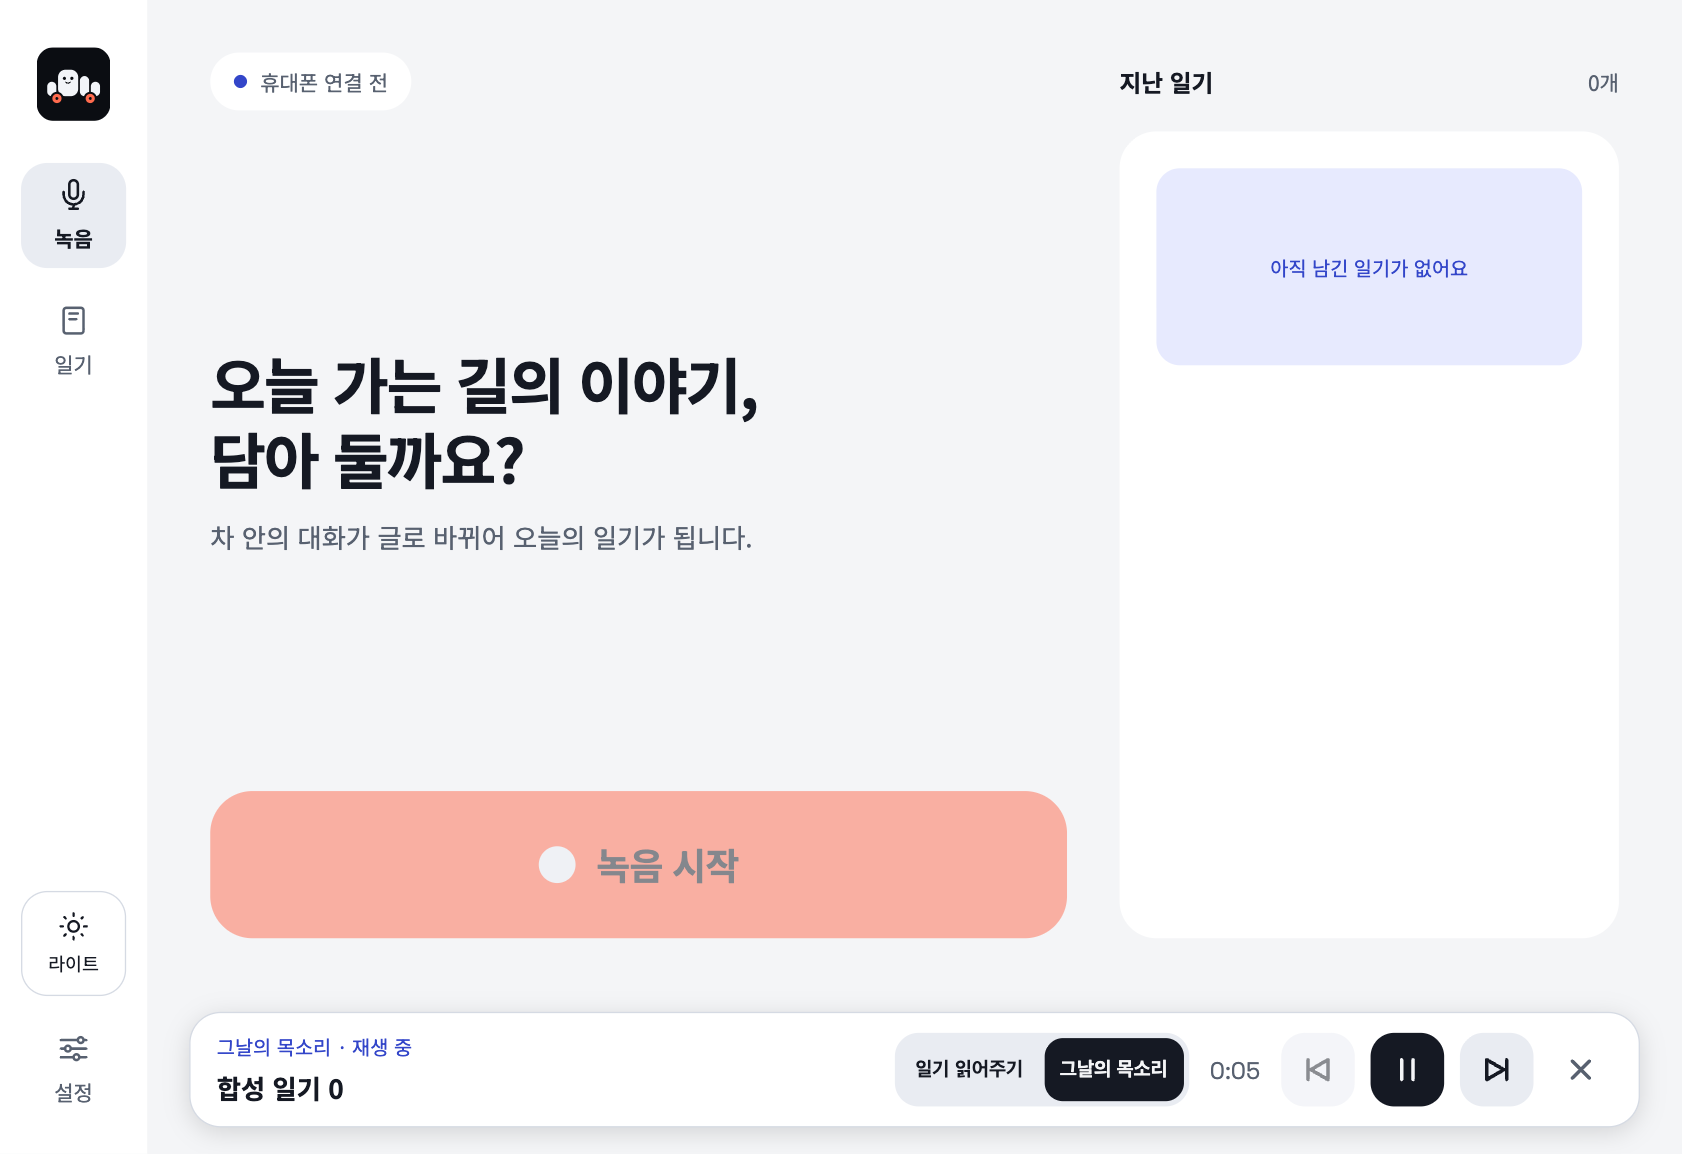 녹음
일기
라이트
설정
휴대폰 연결 전
오늘 가는 길의 이야기,
담아 둘까요?
차 안의 대화가 글로 바뀌어 오늘의 일기가 됩니다.
녹음 시작
지난 일기
0개
아직 남긴 일기가 없어요
그날의 목소리 · 재생 중
합성 일기 0
일기 읽어주기
그날의 목소리
0:05